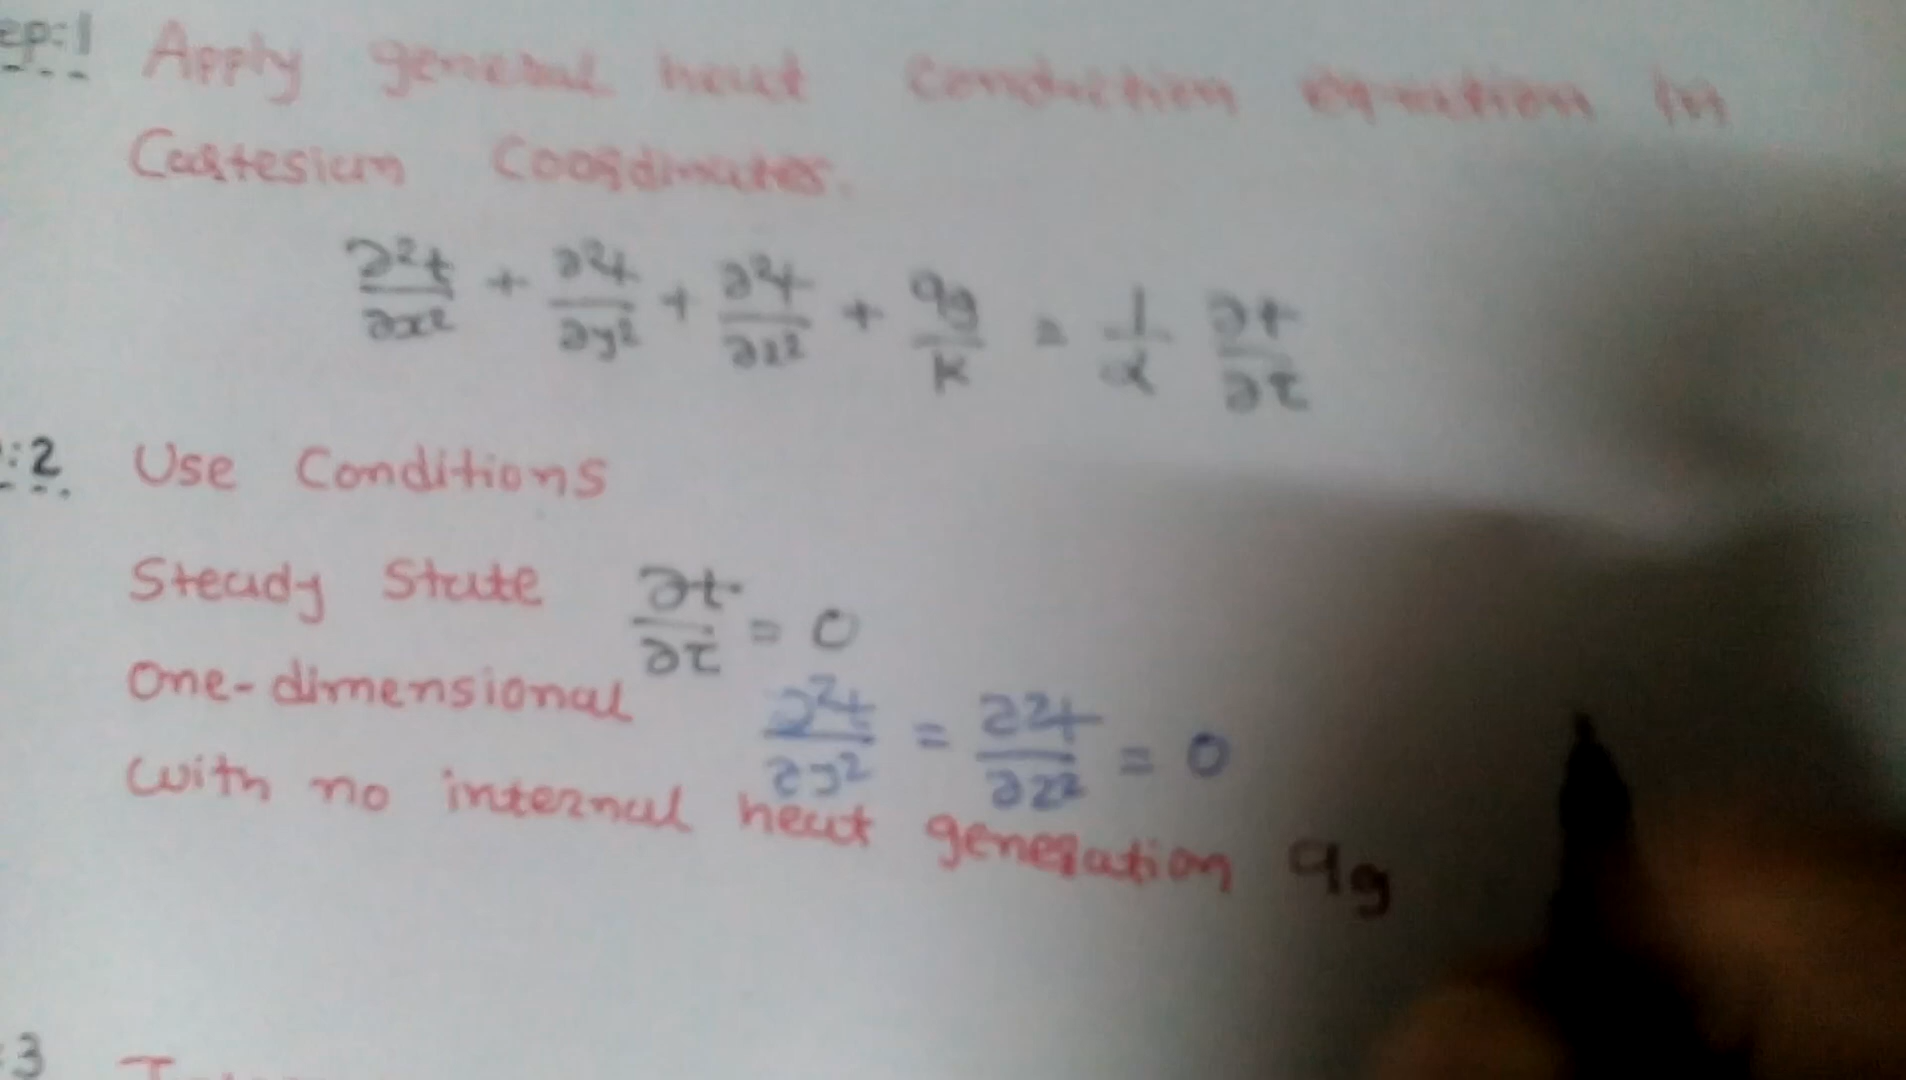 ep:1 Apply general heat conduction equation in
Cartesian Coordinates.
∂²t/∂x² + ∂²t/∂y² + ∂²t/∂z² + qg/k = 1/α ∂t/∂τ
:2. Use Conditions
Steady State ∂t/∂τ = 0
One-dimensional ∂²t/∂y² = ∂²t/∂z² = 0
With no internal heat generation qg
:3